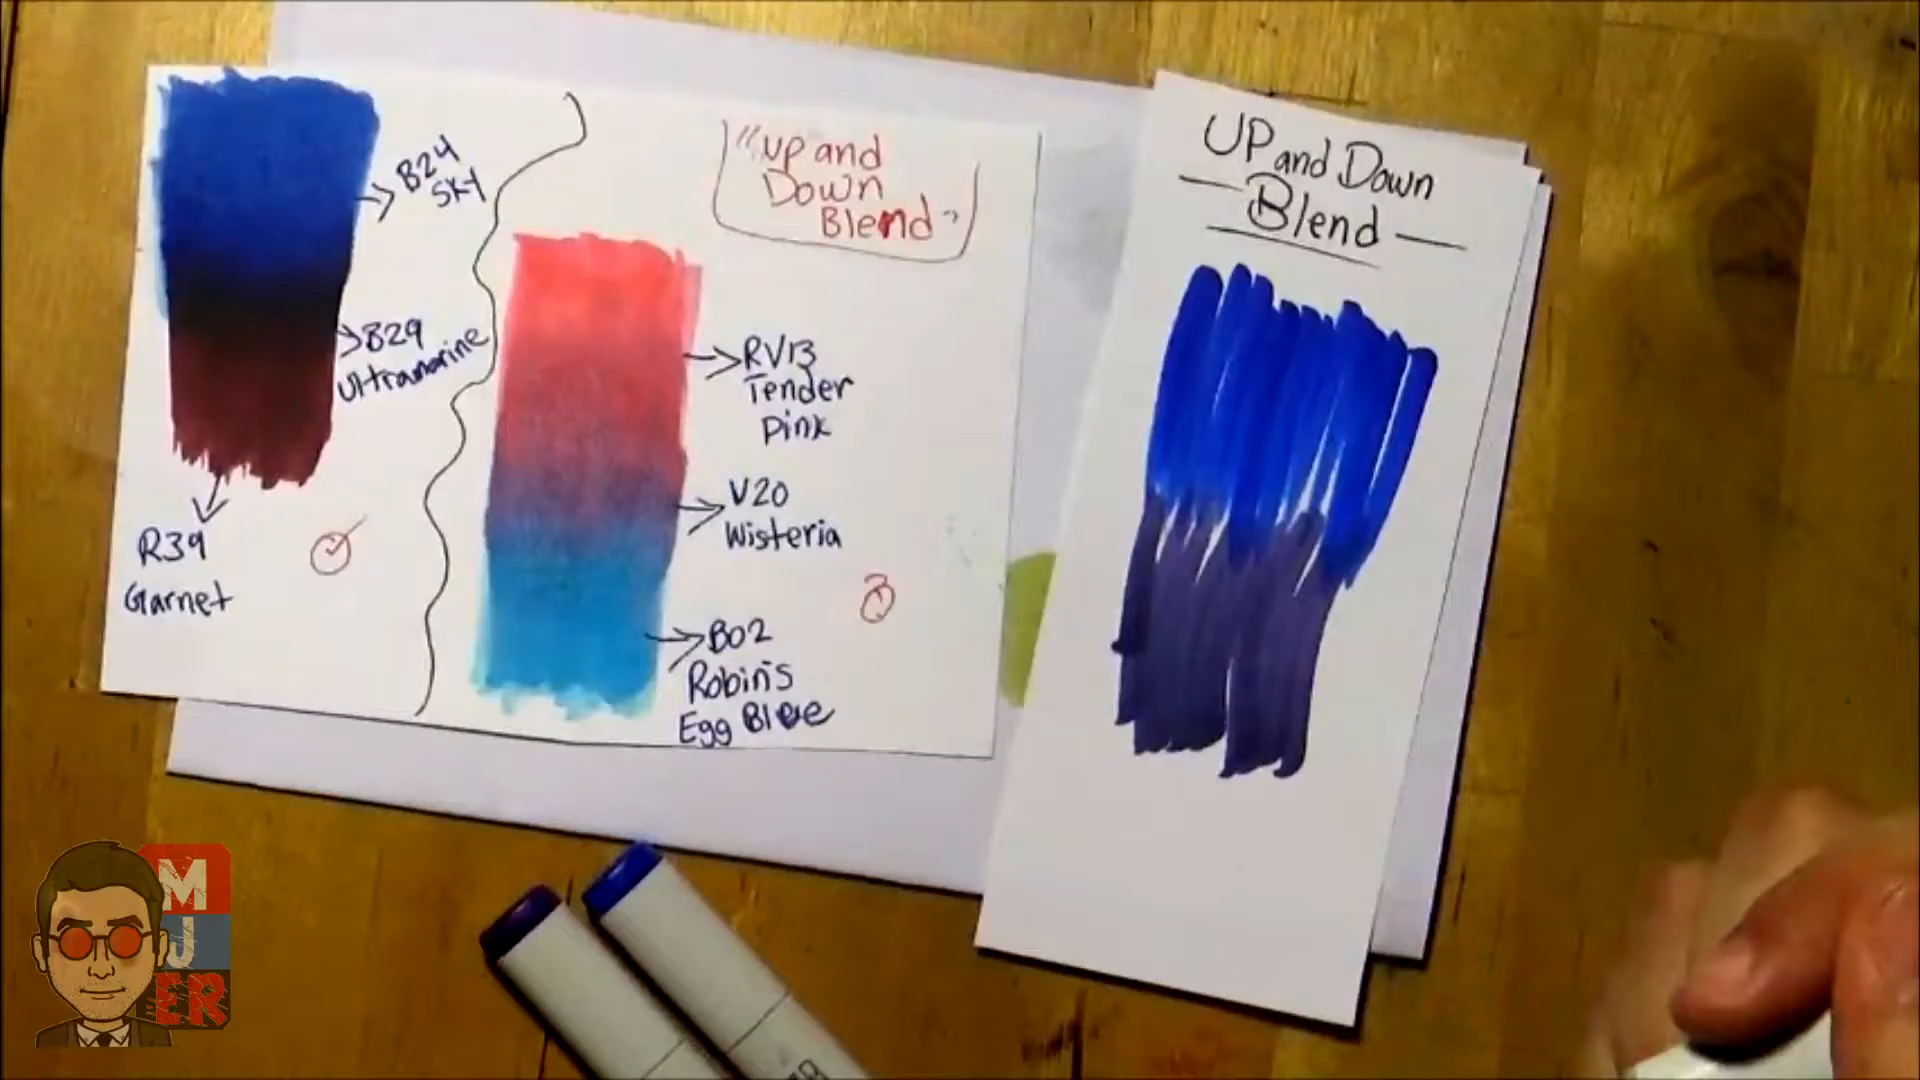 B24
SKY
B29
Ultramarine
R39
Garnet
"up and
Down
Blend"
RV13
Tender
Pink
V20
Wisteria
B02
Robin's
Egg Blue
UP and Down
Blend
M
J
ER